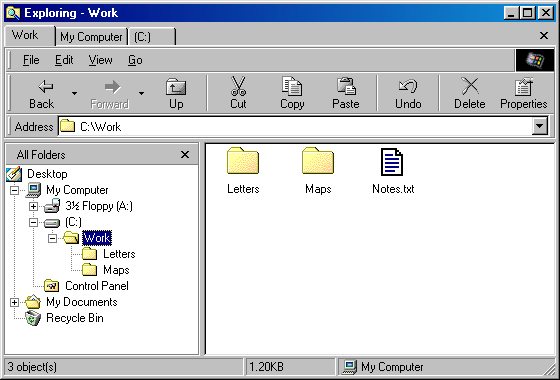 Exploring - Work
Work My Computer (C:)
File Edit View Go
Back Forward Up Cut Copy Paste Undo Delete Properties
Address C:\Work
All Folders
Desktop
My Computer
3½ Floppy (A:)
(C:)
Work
Letters
Maps
Control Panel
My Documents
Recycle Bin
Letters Maps Notes.txt
3 object(s) 1.20KB My Computer